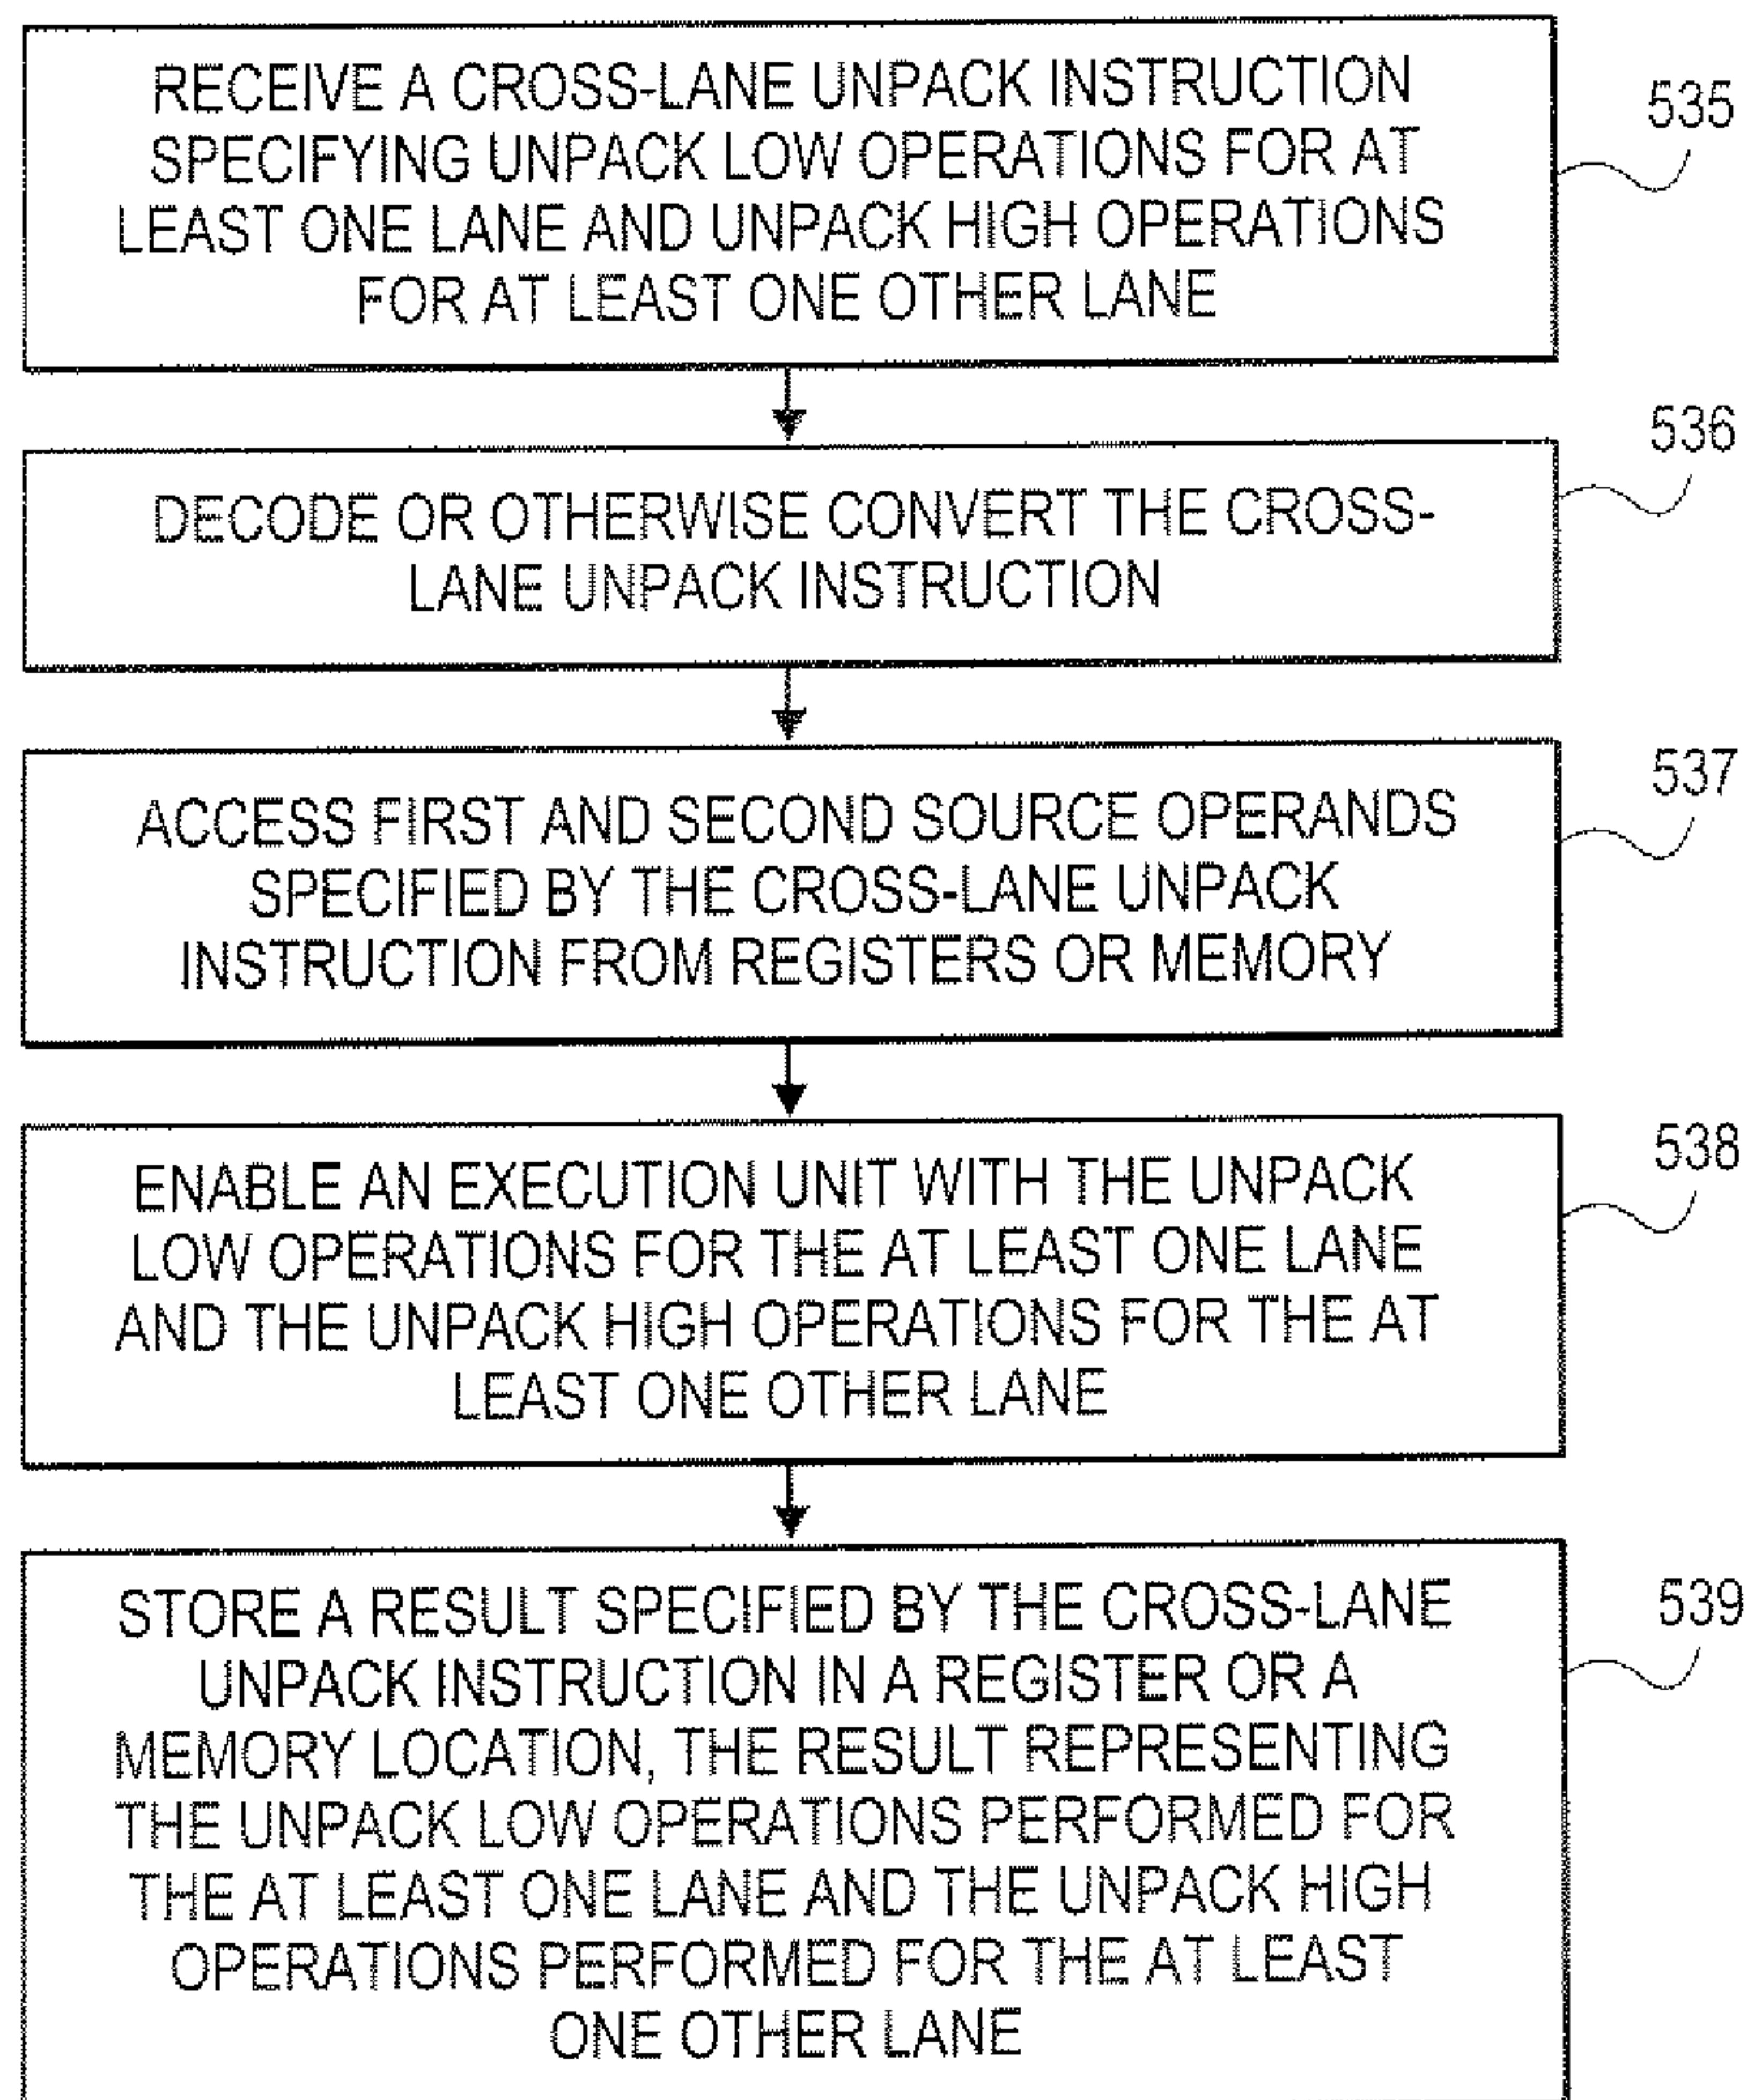 RECEIVE A CROSS-LANE UNPACK INSTRUCTION
SPECIFYING UNPACK LOW OPERATIONS FOR AT
LEAST ONE LANE AND UNPACK HIGH OPERATIONS
FOR AT LEAST ONE OTHER LANE
535
DECODE OR OTHERWISE CONVERT THE CROSS-
LANE UNPACK INSTRUCTION
536
ACCESS FIRST AND SECOND SOURCE OPERANDS
SPECIFIED BY THE CROSS-LANE UNPACK
INSTRUCTION FROM REGISTERS OR MEMORY
537
ENABLE AN EXECUTION UNIT WITH THE UNPACK
LOW OPERATIONS FOR THE AT LEAST ONE LANE
AND THE UNPACK HIGH OPERATIONS FOR THE AT
LEAST ONE OTHER LANE
538
STORE A RESULT SPECIFIED BY THE CROSS-LANE
UNPACK INSTRUCTION IN A REGISTER OR A
MEMORY LOCATION, THE RESULT REPRESENTING
THE UNPACK LOW OPERATIONS PERFORMED FOR
THE AT LEAST ONE LANE AND THE UNPACK HIGH
OPERATIONS PERFORMED FOR THE AT LEAST
ONE OTHER LANE
539